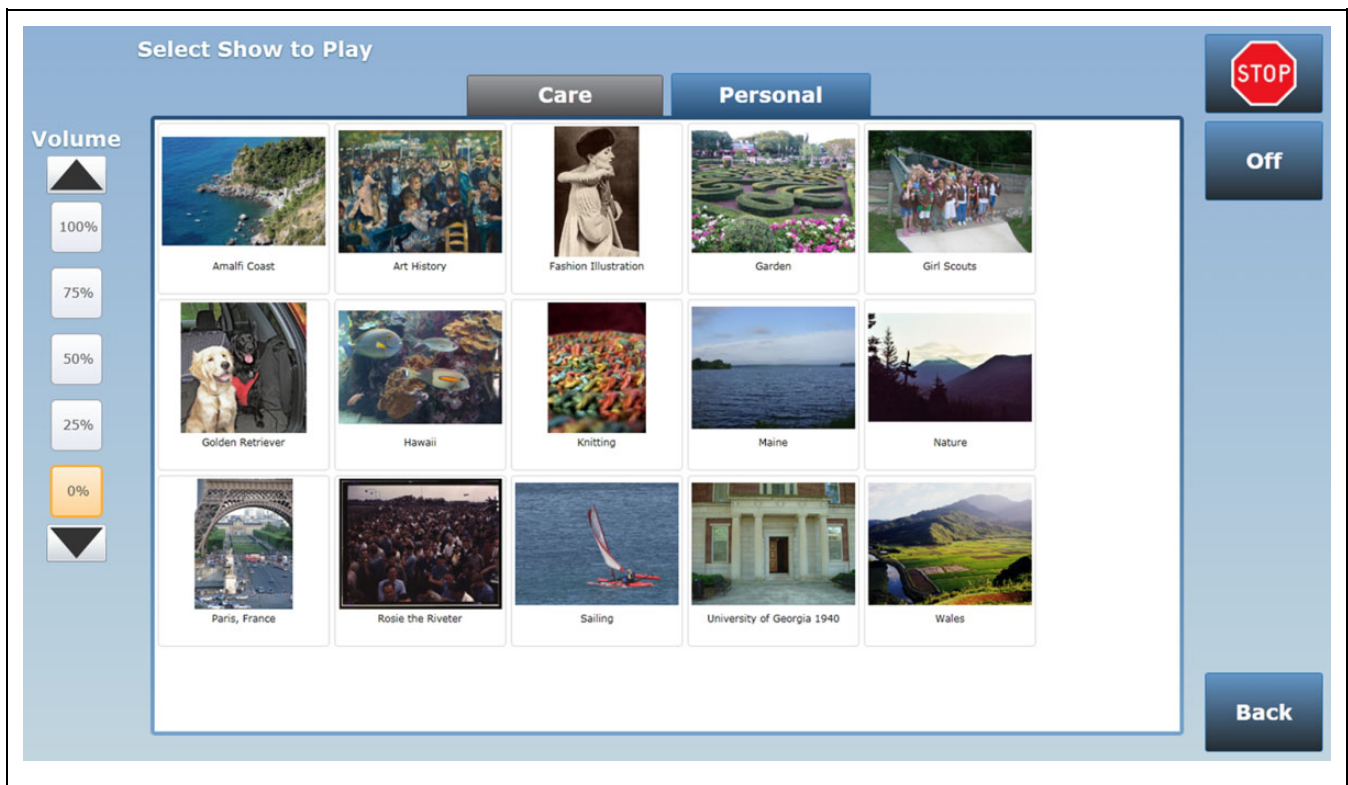 Select Show to Play
STOP
Care
Personal
Volume
Off
100%
75%
50%
25%
0%
Amalfi Coast
Art History
Fashion Illustration
Garden
Girl Scouts
Golden Retriever
Hawaii
Knitting
Maine
Nature
Paris, France
Rosie the Riveter
Sailing
University of Georgia 1940
Wales
Back